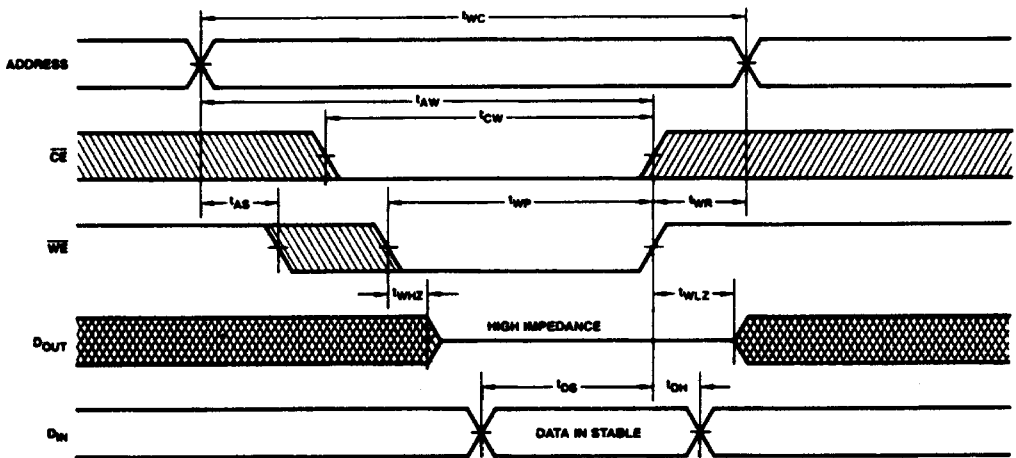 tWC
ADDRESS
tAW
tCW
CE
tAS
tWP
tWR
WE
tWHZ
tWLZ
DOUT
HIGH IMPEDANCE
tDS
tDH
DIN
DATA IN STABLE